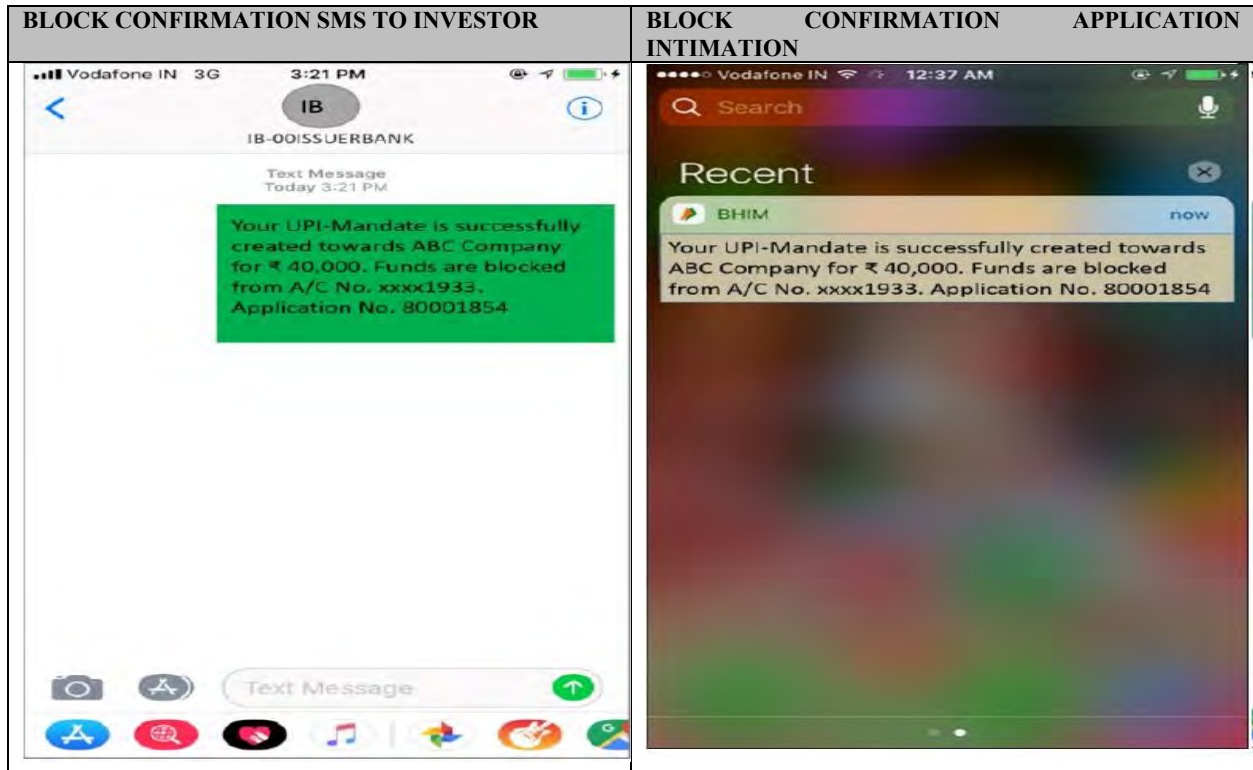 BLOCK CONFIRMATION SMS TO INVESTOR
Vodafone IN 3G 3:21 PM
IB
IB-00ISSUERBANK
Text Message
Today 3:21 PM
Your UPI-Mandate is successfully
created towards ABC Company
for ₹ 40,000. Funds are blocked
from A/C No. xxxx1933.
Application No. 80001854
Text Message
BLOCK CONFIRMATION APPLICATION
INTIMATION
Vodafone IN 12:37 AM
Search
Recent
BHIM now
Your UPI-Mandate is successfully created towards
ABC Company for ₹ 40,000. Funds are blocked
from A/C No. xxxx1933. Application No. 80001854